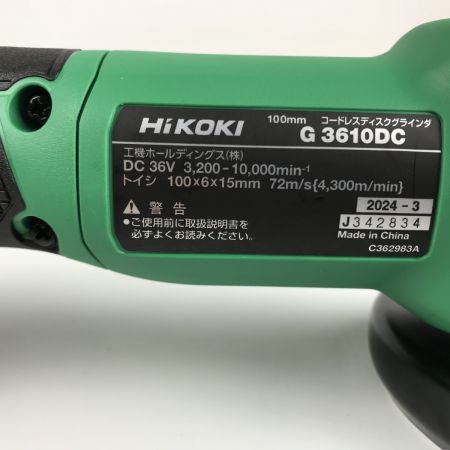 HiKOKI
100mm コードレスディスクグラインダ
G 3610DC
工機ホールディングス(株)
DC 36V 3,200-10,000min⁻¹
トイシ 100×6×15mm 72m/s{4,300m/min}
⚠ 警告
●ご使用前に取扱説明書を
必ずよくお読みください。
2024-3
J342834
Made in China
C362983A